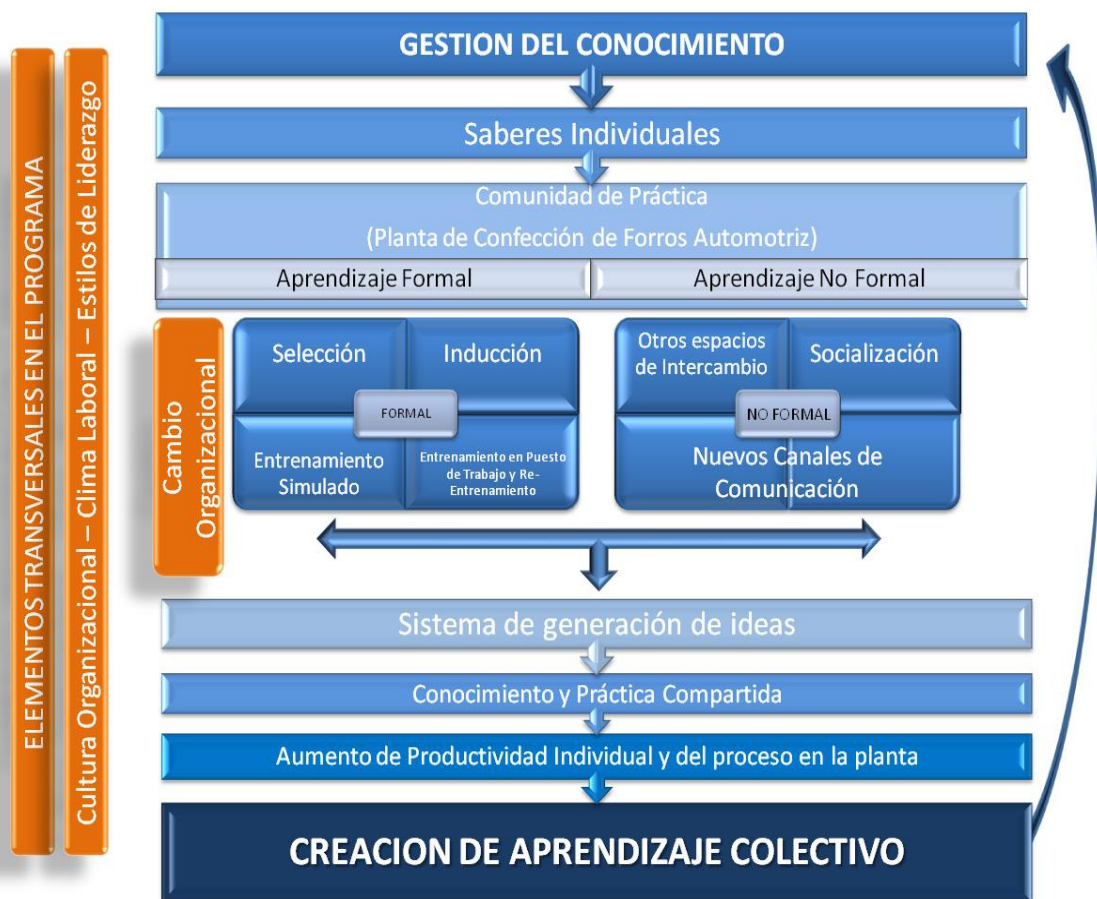 GESTION DEL CONOCIMIENTO
Saberes Individuales
Comunidad de Práctica
(Planta de Confección de Forros Automotriz)
Aprendizaje Formal
Aprendizaje No Formal
ELEMENTOS TRANSVERSALES EN EL PROGRAMA
Cultura Organizacional – Clima Laboral – Estilos de Liderazgo
Cambio
Organizacional
Selección
Inducción
FORMAL
Entrenamiento
Simulado
Entrenamiento en Puesto
de Trabajo y Re-
Entrenamiento
Otros espacios
de Intercambio
Socialización
NO FORMAL
Nuevos Canales de
Comunicación
Sistema de generación de ideas
Conocimiento y Práctica Compartida
Aumento de Productividad Individual y del proceso en la planta
CREACION DE APRENDIZAJE COLECTIVO